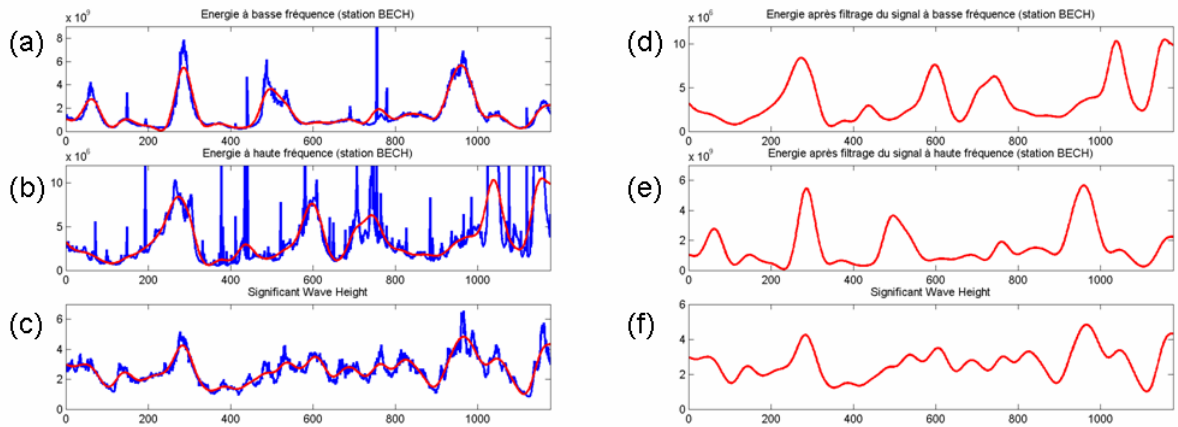 Energie à basse fréquence (station BECH)
x 10^9
(a)
8
6
4
2
0
0 200 400 600 800 1000
Energie à haute fréquence (station BECH)
x 10^6
(b)
10
5
0
0 200 400 600 800 1000
Significant Wave Height
(c)
6
4
2
0
0 200 400 600 800 1000
Energie après filtrage du signal à basse fréquence (station BECH)
x 10^6
(d)
10
5
0
0 200 400 600 800 1000
Energie après filtrage du signal à haute fréquence (station BECH)
x 10^9
(e)
6
4
2
0
0 200 400 600 800 1000
Significant Wave Height
(f)
6
4
2
0
0 200 400 600 800 1000